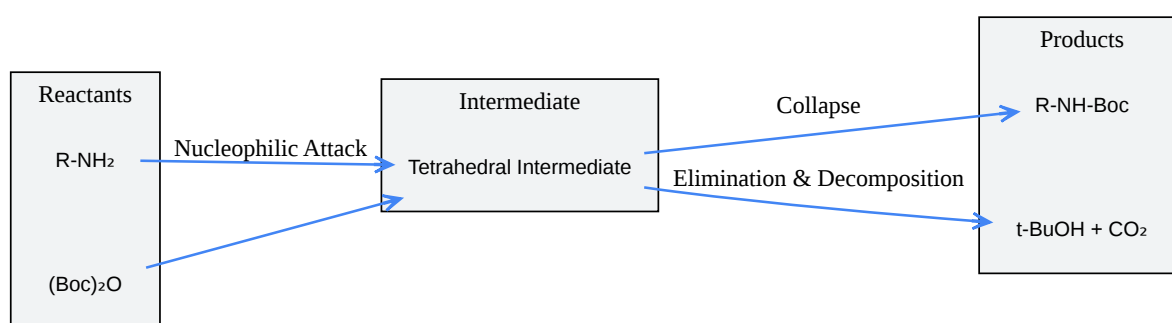 Reactants
R-NH₂
(Boc)₂O
Nucleophilic Attack
Intermediate
Tetrahedral Intermediate
Collapse
Elimination & Decomposition
Products
R-NH-Boc
t-BuOH + CO₂